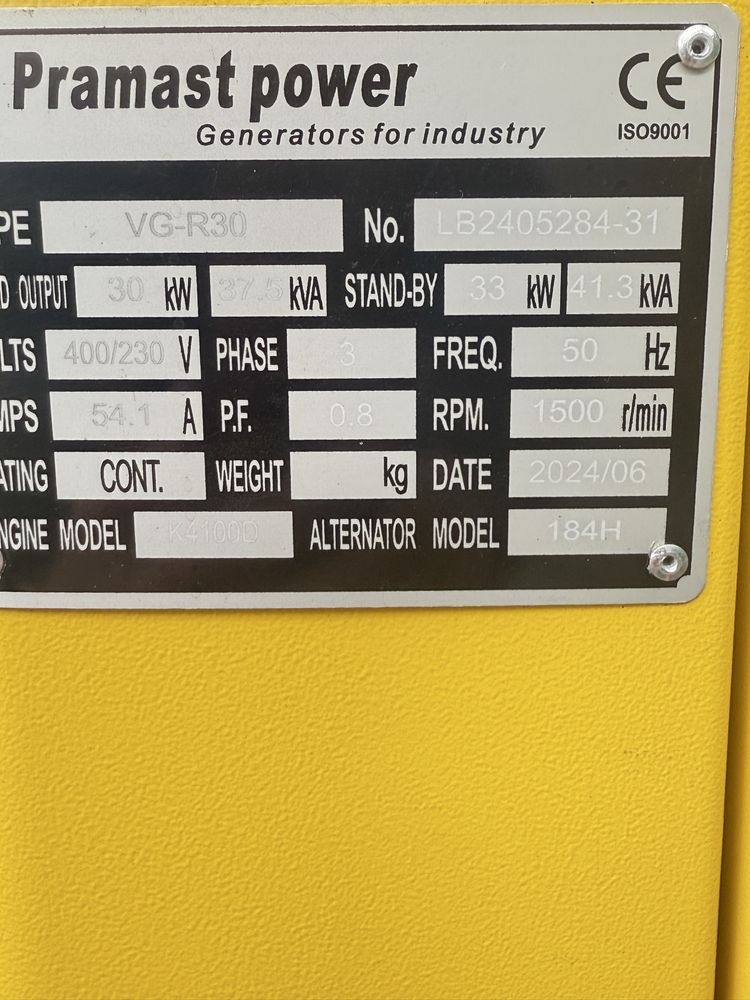 Pramast power
CE
Generators for industry
ISO9001
PE VG-R30 No. LB2405284-31
D OUTPUT 30 kW 37.5 kVA STAND-BY 33 kW 41.3 kVA
LTS 400/230 V PHASE 3 FREQ. 50 Hz
MPS 54.1 A P.F. 0.8 RPM. 1500 r/min
ATING CONT. WEIGHT kg DATE 2024/06
NGINE MODEL K4100D ALTERNATOR MODEL 184H